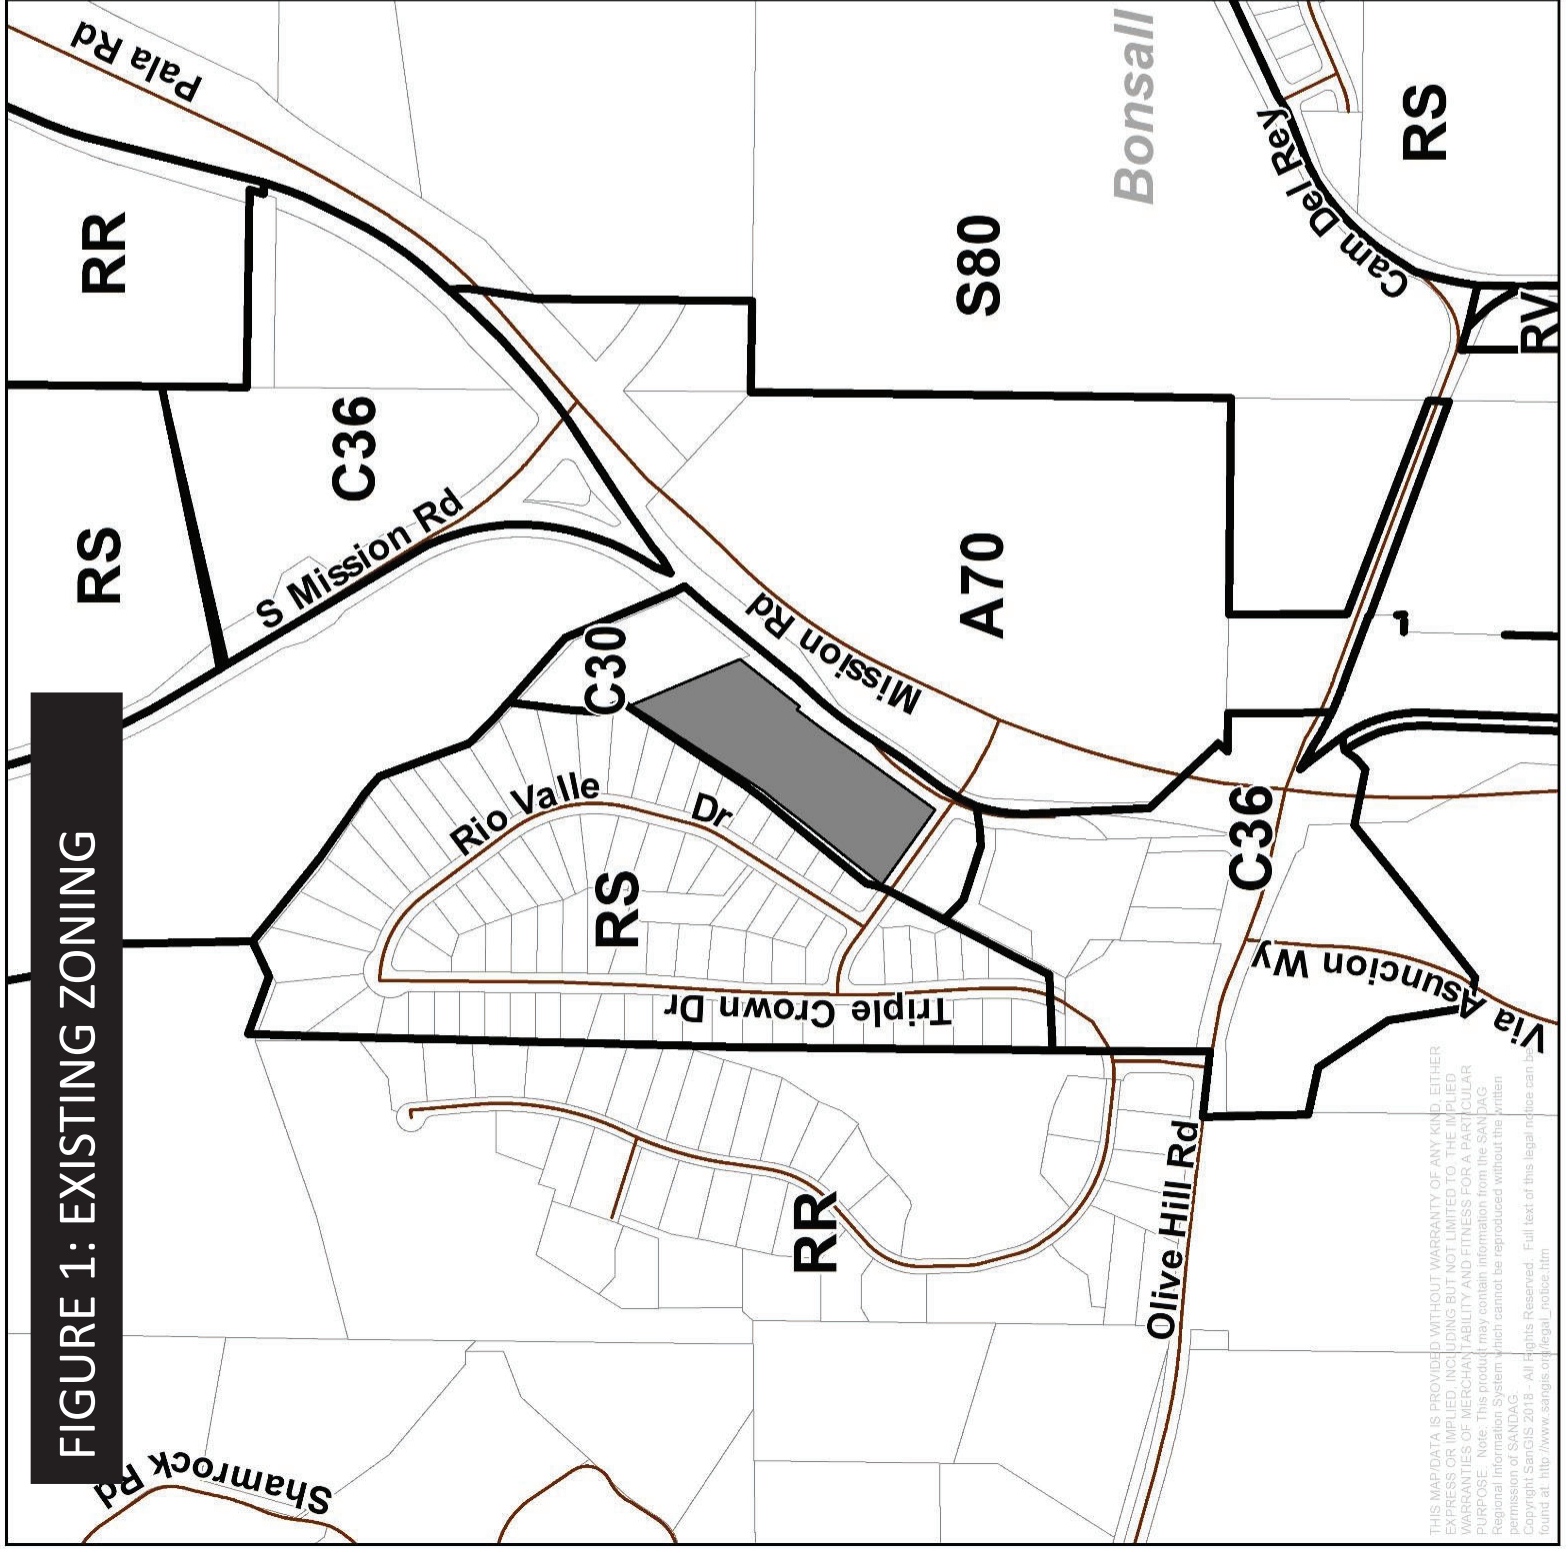 FIGURE 1: EXISTING ZONING
Shamrock Rd
RS
RR
Pala Rd
S Mission Rd
C36
Rio Valle Dr
C30
RS
Triple Crown Dr
RR
Mission Rd
A70
S80
Bonsall
Olive Hill Rd
C36
Via Asuncion Wy
Cam Del Rey
RS
RV
THIS MAP/DATA IS PROVIDED WITHOUT WARRANTY OF ANY KIND, EITHER
EXPRESS OR IMPLIED, INCLUDING BUT NOT LIMITED TO, THE IMPLIED
WARRANTIES OF MERCHANTABILITY AND FITNESS FOR A PARTICULAR
PURPOSE. Note: This product may contain information from the SANDAG
Regional Information System which cannot be reproduced without the written
permission of SANDAG.
Copyright SanGIS 2018 - All Rights Reserved. Full text of this legal notice can be
found at: http://www.sangis.org/legal_notice.htm